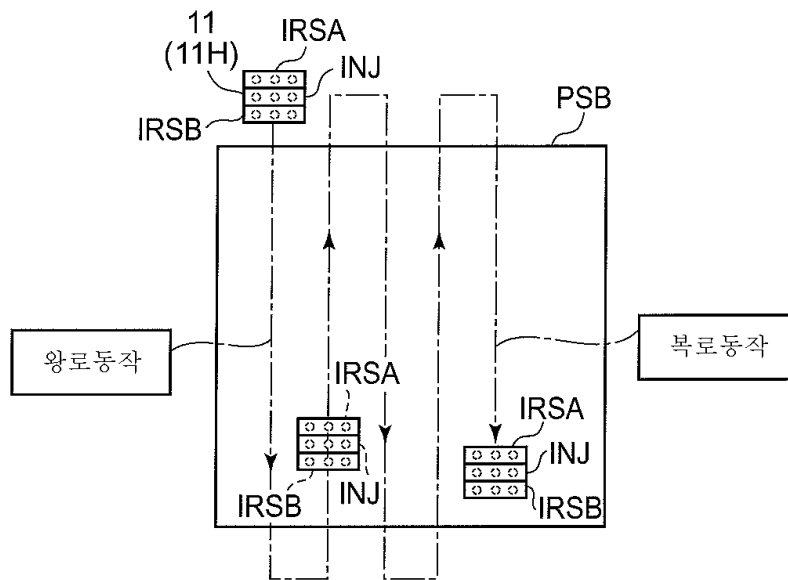 11
(11H)
IRSA
INJ
IRSB
PSB
왕로동작
복로동작
IRSA
IRSB
INJ
IRSA
INJ
IRSB